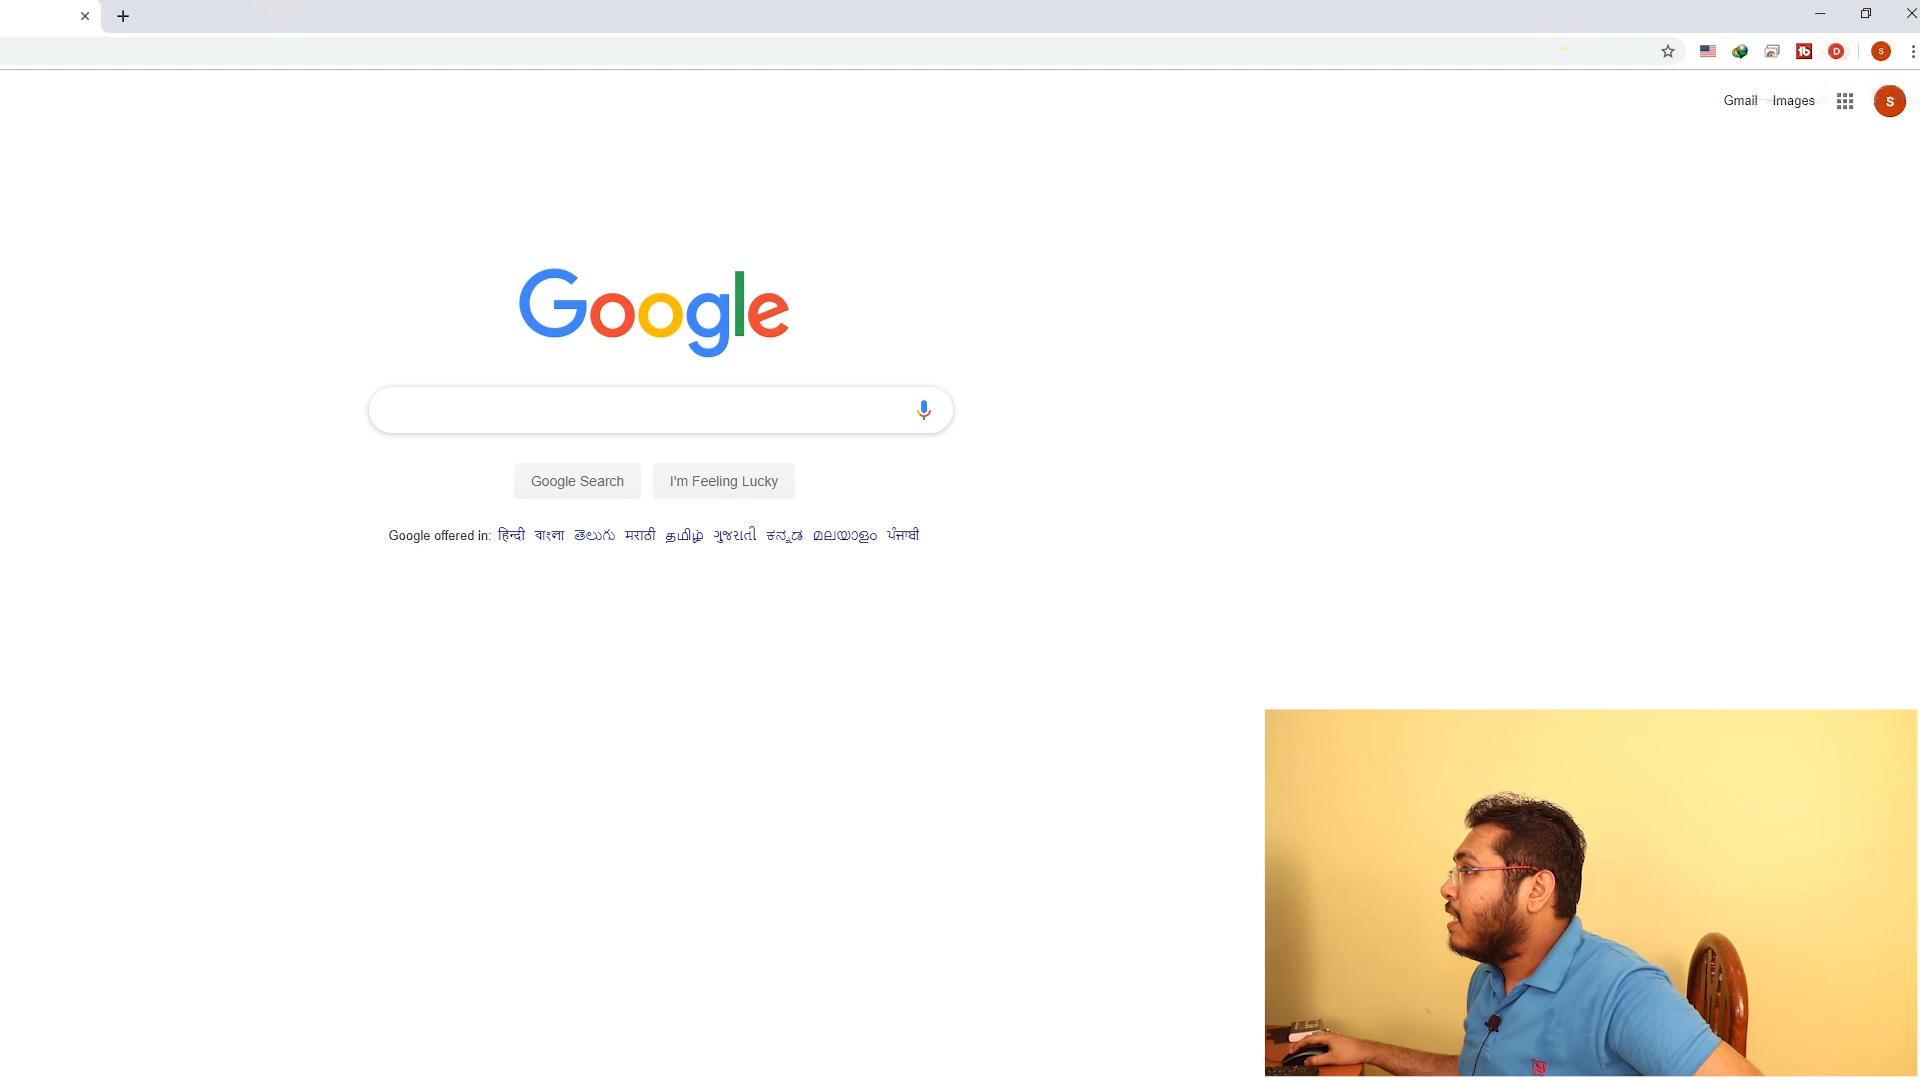 S
Gmail Images
S
Google
Google Search I'm Feeling Lucky
Google offered in: हिन्दी বাংলা తెలుగు मराठी தமிழ் ગુજરાતી ಕನ್ನಡ മലയാളം ਪੰਜਾਬੀ